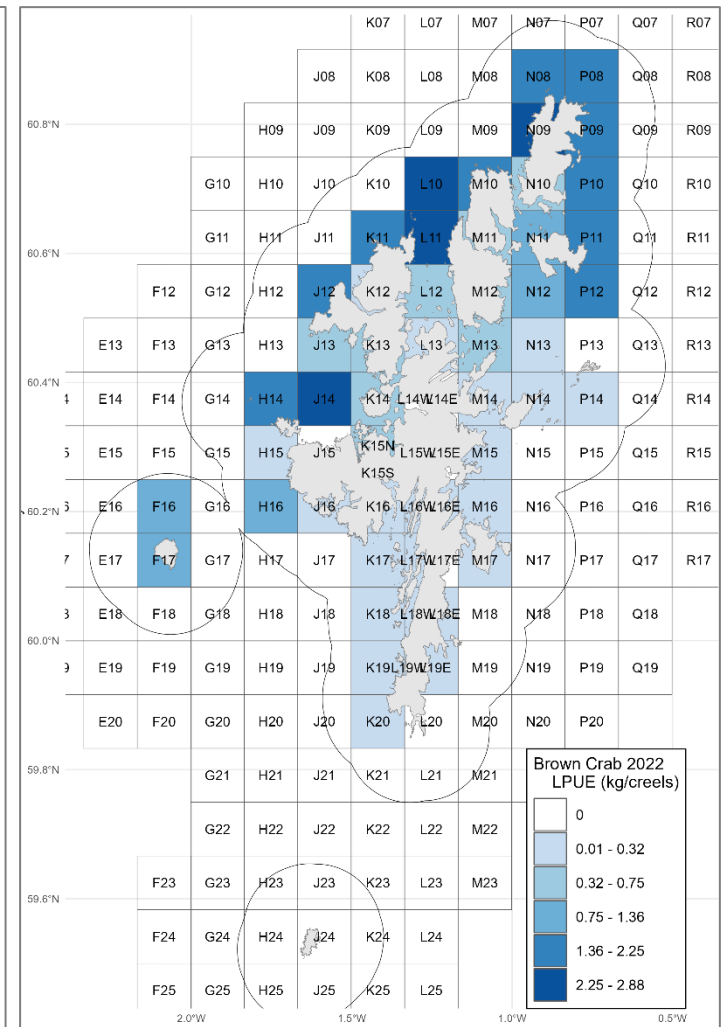 K07 L07 M07 N07 P07 Q07 R07
J08 K08 L08 M08 N08 P08 Q08 R08
60.8°N
H09 J09 K09 L09 M09 N09 P09 Q09 R09
G10 H10 J10 K10 L10 M10 N10 P10 Q10 R10
G11 H11 J11 K11 L11 M11 N11 P11 Q11 R11
60.6°N
F12 G12 H12 J12 K12 L12 M12 N12 P12 Q12 R12
E13 F13 G13 H13 J13 K13 L13 M13 N13 P13 Q13 R13
60.4°N
4 E14 F14 G14 H14 J14 K14 L14W L14E M14 N14 P14 Q14 R14
5 E15 F15 G15 H15 J15 K15N L15W L15E M15 N15 P15 Q15 R15
K15S
6 E16 F16 G16 H16 J16 K16 L16W L16E M16 N16 P16 Q16 R16
60.2°N
7 E17 F17 G17 H17 J17 K17 L17W L17E M17 N17 P17 Q17 R17
8 E18 F18 G18 H18 J18 K18 L18W L18E M18 N18 P18 Q18
60.0°N
9 E19 F19 G19 H19 J19 K19 L19W L19E M19 N19 P19 Q19
E20 F20 G20 H20 J20 K20 L20 M20 N20 P20
59.8°N
G21 H21 J21 K21 L21 M21
G22 H22 J22 K22 L22 M22
F23 G23 H23 J23 K23 L23 M23
59.6°N
F24 G24 H24 J24 K24 L24
F25 G25 H25 J25 K25 L25
2.0°W 1.5°W 1.0°W 0.5°W
Brown Crab 2022
LPUE (kg/creels)
0
0.01 - 0.32
0.32 - 0.75
0.75 - 1.36
1.36 - 2.25
2.25 - 2.88